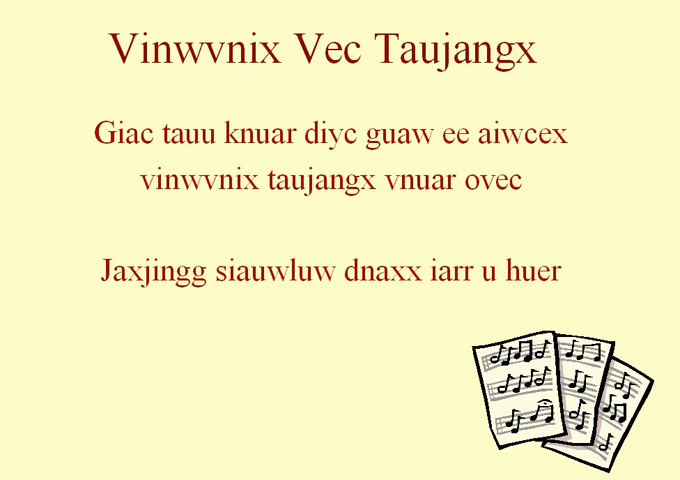 Vinwvnix Vec Taujangx
Giac tauu knuar diyc guaw ee aiwcex
vinwvnix taujangx vnuar ovec
Jaxjingg siauwluw dnaxx iarr u huer